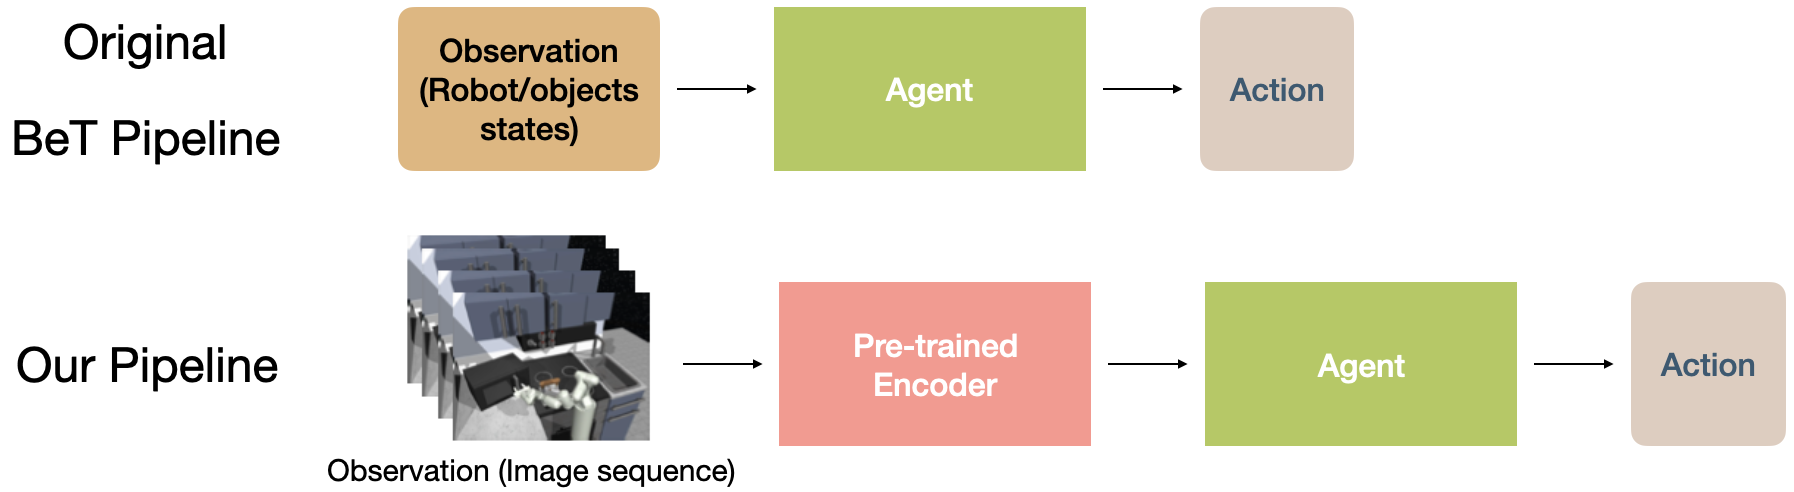 Original
BeT Pipeline
Observation
(Robot/objects
states)
Agent
Action
Our Pipeline
Observation (Image sequence)
Pre-trained
Encoder
Agent
Action